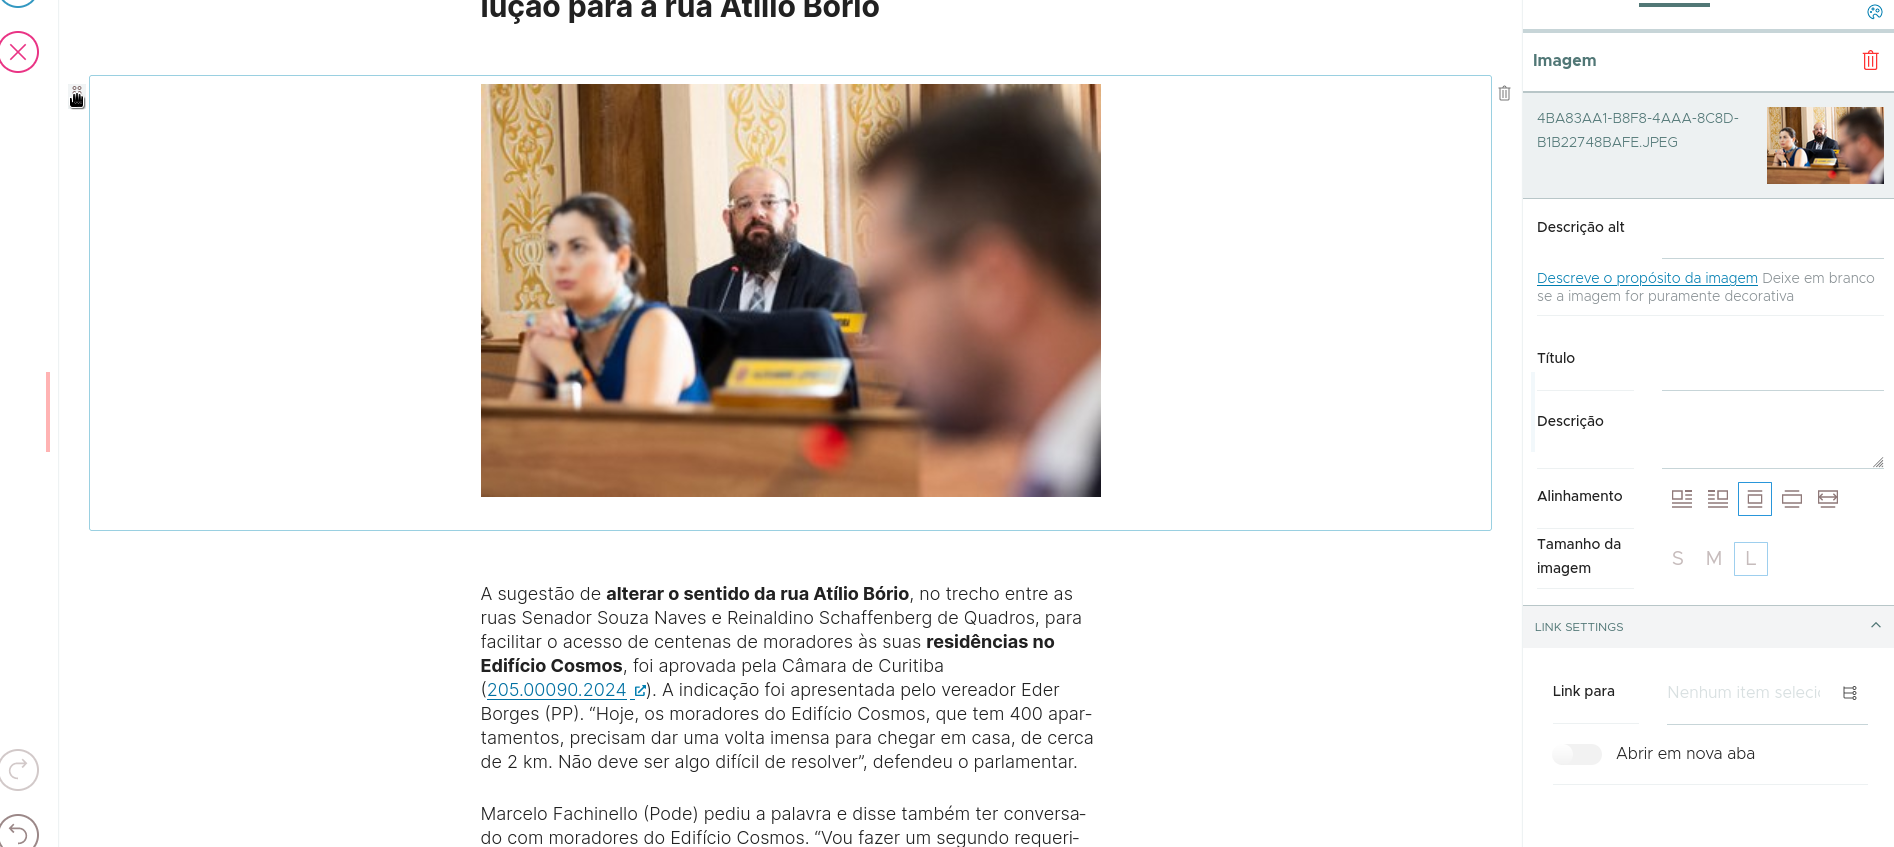 lução para a rua Atílio Bório
Imagem
4BA83AA1-B8F8-4AAA-8C8D-
B1B22748BAFE.JPEG
Descrição alt
Descreve o propósito da imagem Deixe em branco
se a imagem for puramente decorativa
Título
Descrição
Alinhamento
Tamanho da
imagem
S M L
LINK SETTINGS
Link para
Nenhum item seleci
Abrir em nova aba
A sugestão de alterar o sentido da rua Atílio Bório, no trecho entre as
ruas Senador Souza Naves e Reinaldino Schaffenberg de Quadros, para
facilitar o acesso de centenas de moradores às suas residências no
Edifício Cosmos, foi aprovada pela Câmara de Curitiba
(205.00090.2024 ). A indicação foi apresentada pelo vereador Eder
Borges (PP). “Hoje, os moradores do Edifício Cosmos, que tem 400 apar-
tamentos, precisam dar uma volta imensa para chegar em casa, de cerca
de 2 km. Não deve ser algo difícil de resolver”, defendeu o parlamentar.
Marcelo Fachinello (Pode) pediu a palavra e disse também ter conversa-
do com moradores do Edifício Cosmos. “Vou fazer um segundo requeri-